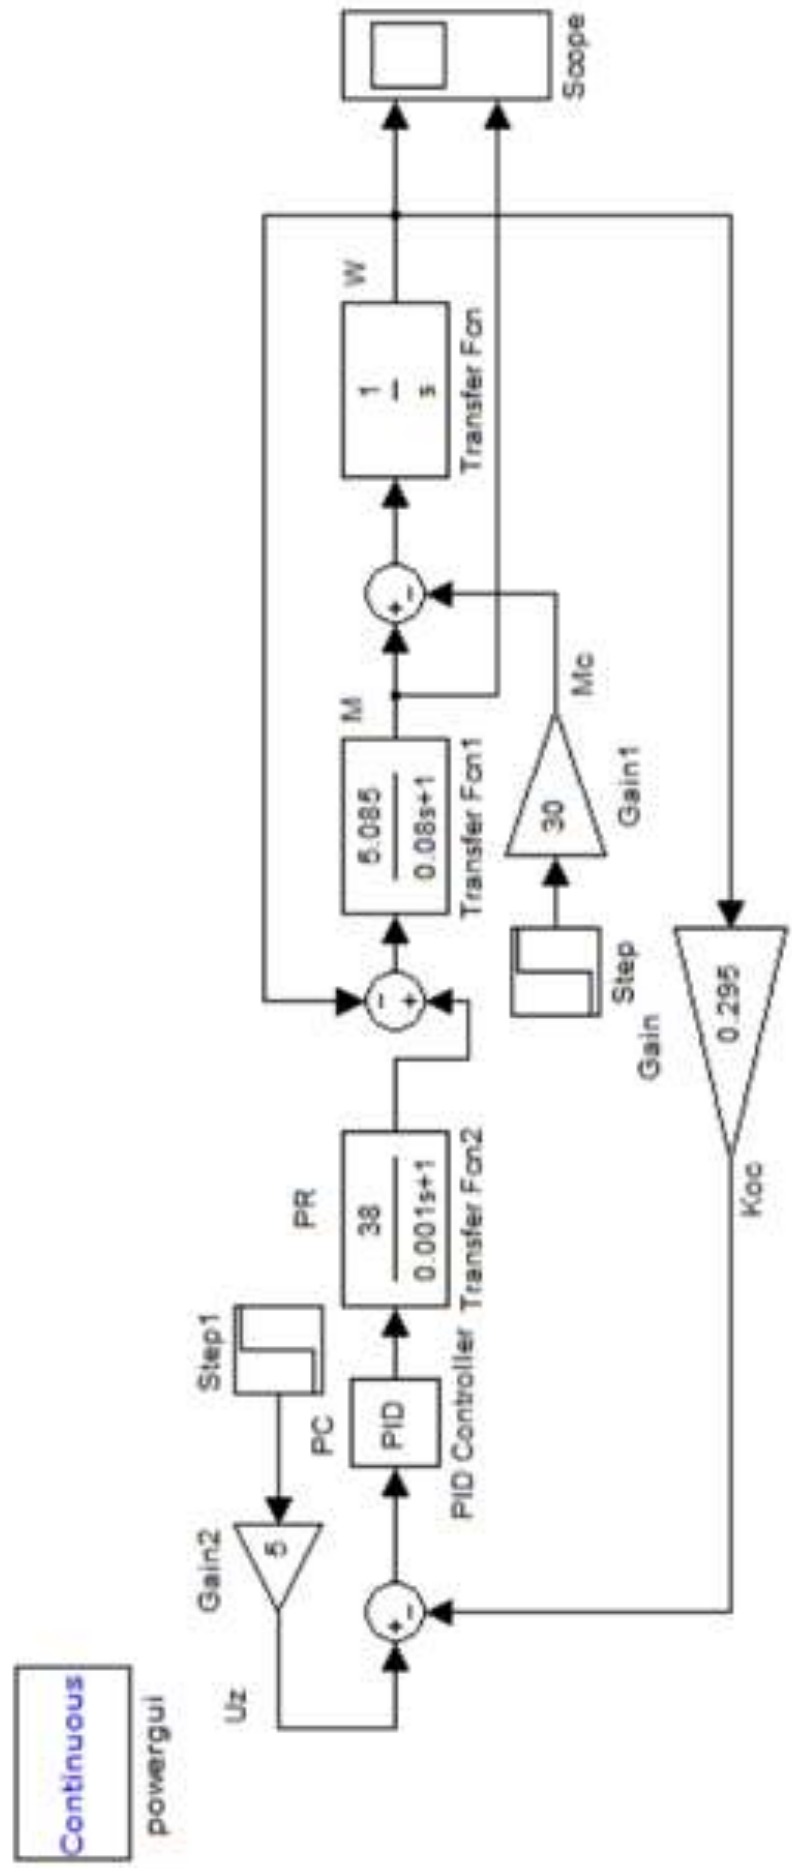 Continuous
powergui
Uz
Gain2
5
Step1
PC
PID
PID Controller
PR
38
0.001s+1
Transfer Fcn2
M
5.085
0.08s+1
Transfer Fcn1
Step
30
Gain1
Mc
W
1
s
Transfer Fcn
Scope
Gain
0.295
Koc